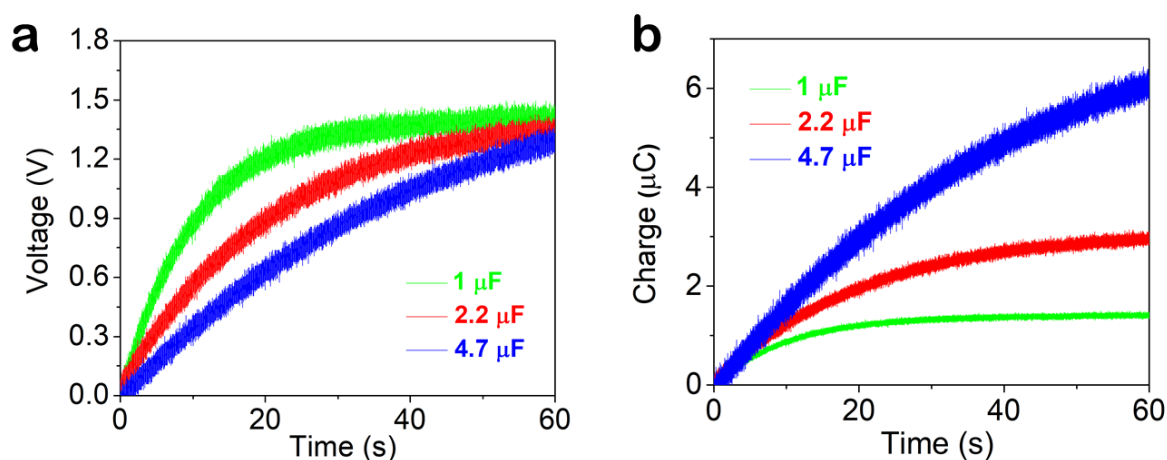 a
1.8
1.5
1.2
0.9
0.6
0.3
0.0
Voltage (V)
1 μF
2.2 μF
4.7 μF
0 20 40 60
Time (s)
b
6
4
2
0
Charge (μC)
1 μF
2.2 μF
4.7 μF
0 20 40 60
Time (s)